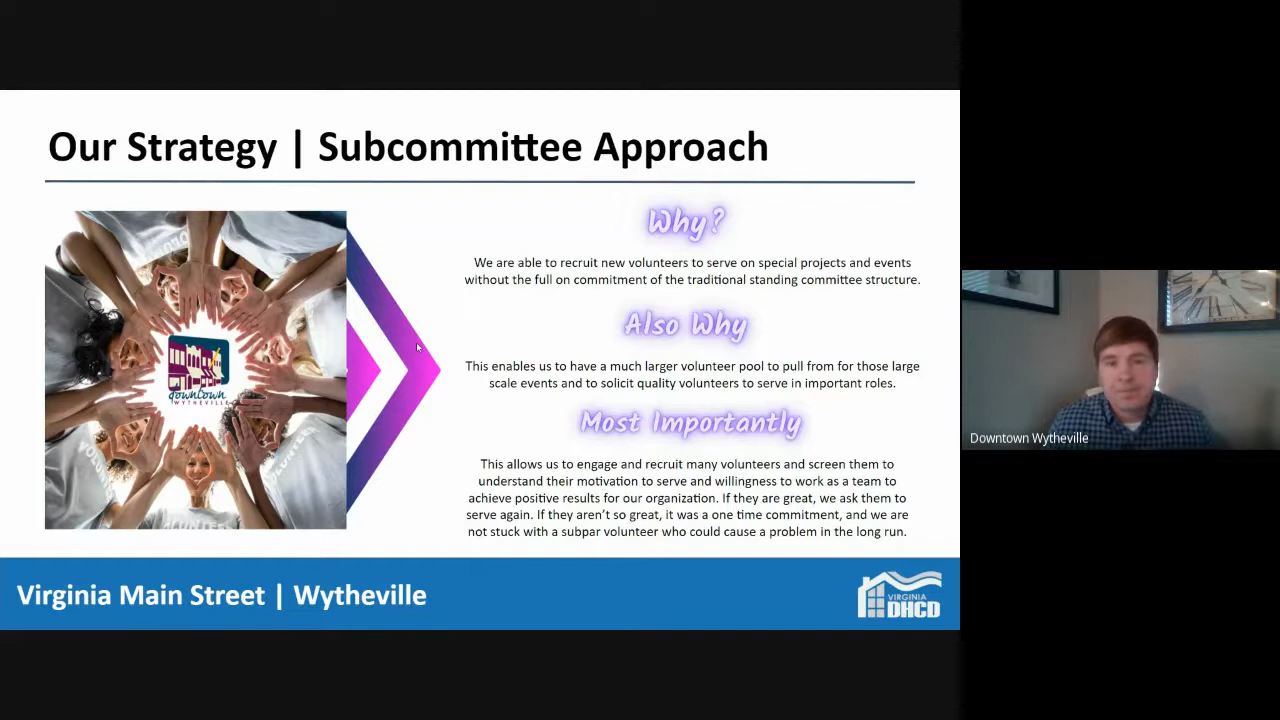 Our Strategy | Subcommittee Approach
Why?
We are able to recruit new volunteers to serve on special projects and events
without the full on commitment of the traditional standing committee structure.
Also Why
This enables us to have a much larger volunteer pool to pull from for those large
scale events and to solicit quality volunteers to serve in important roles.
Most Importantly
This allows us to engage and recruit many volunteers and screen them to
understand their motivation to serve and willingness to work as a team to
achieve positive results for our organization. If they are great, we ask them to
serve again. If they aren't so great, it was a one time commitment, and we are
not stuck with a subpar volunteer who could cause a problem in the long run.
downtown
WYTHEVILLE
Virginia Main Street | Wytheville
VIRGINIA
DHCD
Downtown Wytheville